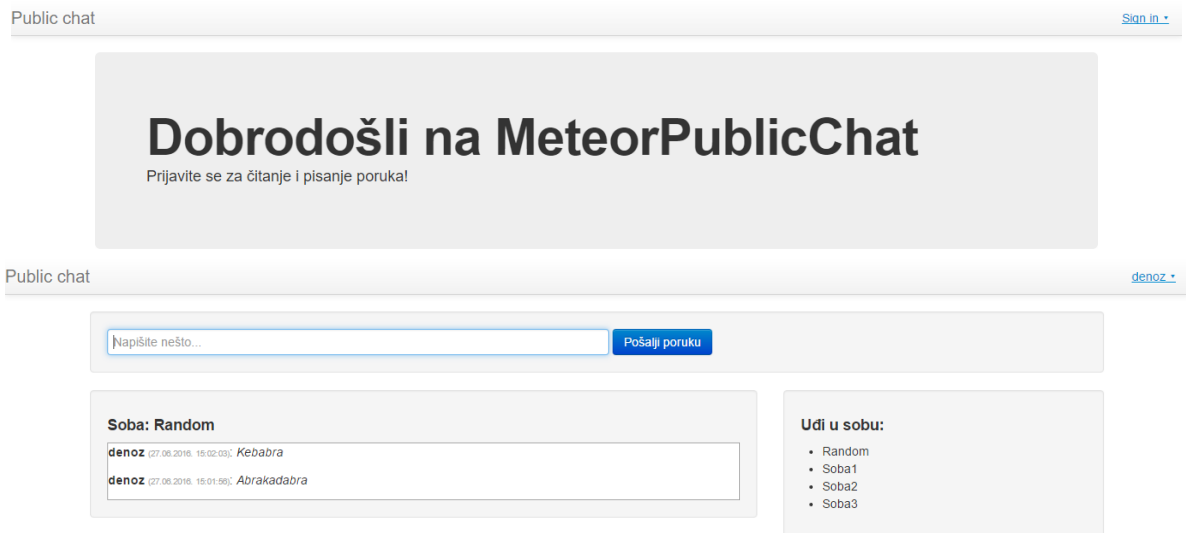 Public chat
Sign in ▾
Dobrodošli na MeteorPublicChat
Prijavite se za čitanje i pisanje poruka!
Public chat
denoz ▾
Napišite nešto...
Pošalji poruku
Soba: Random
denoz (27.06.2016. 15:02:03): Kebabra
denoz (27.06.2016. 15:01:56): Abrakadabra
Uđi u sobu:
• Random
• Soba1
• Soba2
• Soba3